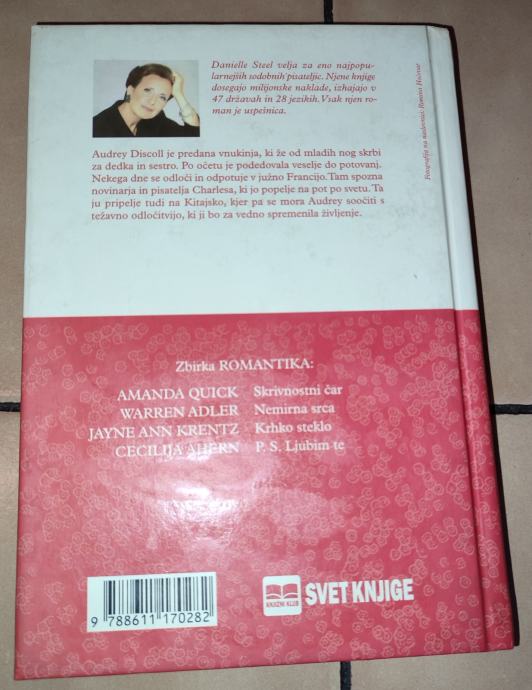 Danielle Steel velja za eno najpopu-
larnejših sodobnih pisateljic. Njene knjige
dosegajo milijonske naklade, izhajajo v
47 državah in 28 jezikih. Vsak njen ro-
man je uspešnica.
Audrey Discoll je predana vnukinja, ki že od mladih nog skrbi
za dedka in sestro. Po očetu je podedovala veselje do potovanj.
Nekega dne se odloči in odpotuje v južno Francijo. Tam spozna
novinarja in pisatelja Charlesa, ki jo popelje na pot po svetu. Ta
ju pripelje tudi na Kitajsko, kjer pa se mora Audrey soočiti s
težavno odločitvijo, ki ji bo za vedno spremenila življenje.
Fotografija na naslovnici: Romina Hočevar
Zbirka ROMANTIKA:
AMANDA QUICK Skrivnostni čar
WARREN ADLER Nemirna srca
JAYNE ANN KRENTZ Krhko steklo
CECILIJA AHERN P. S. Ljubim te
9 788611 170282
KNJIŽNI KLUB
SVET KNJIGE